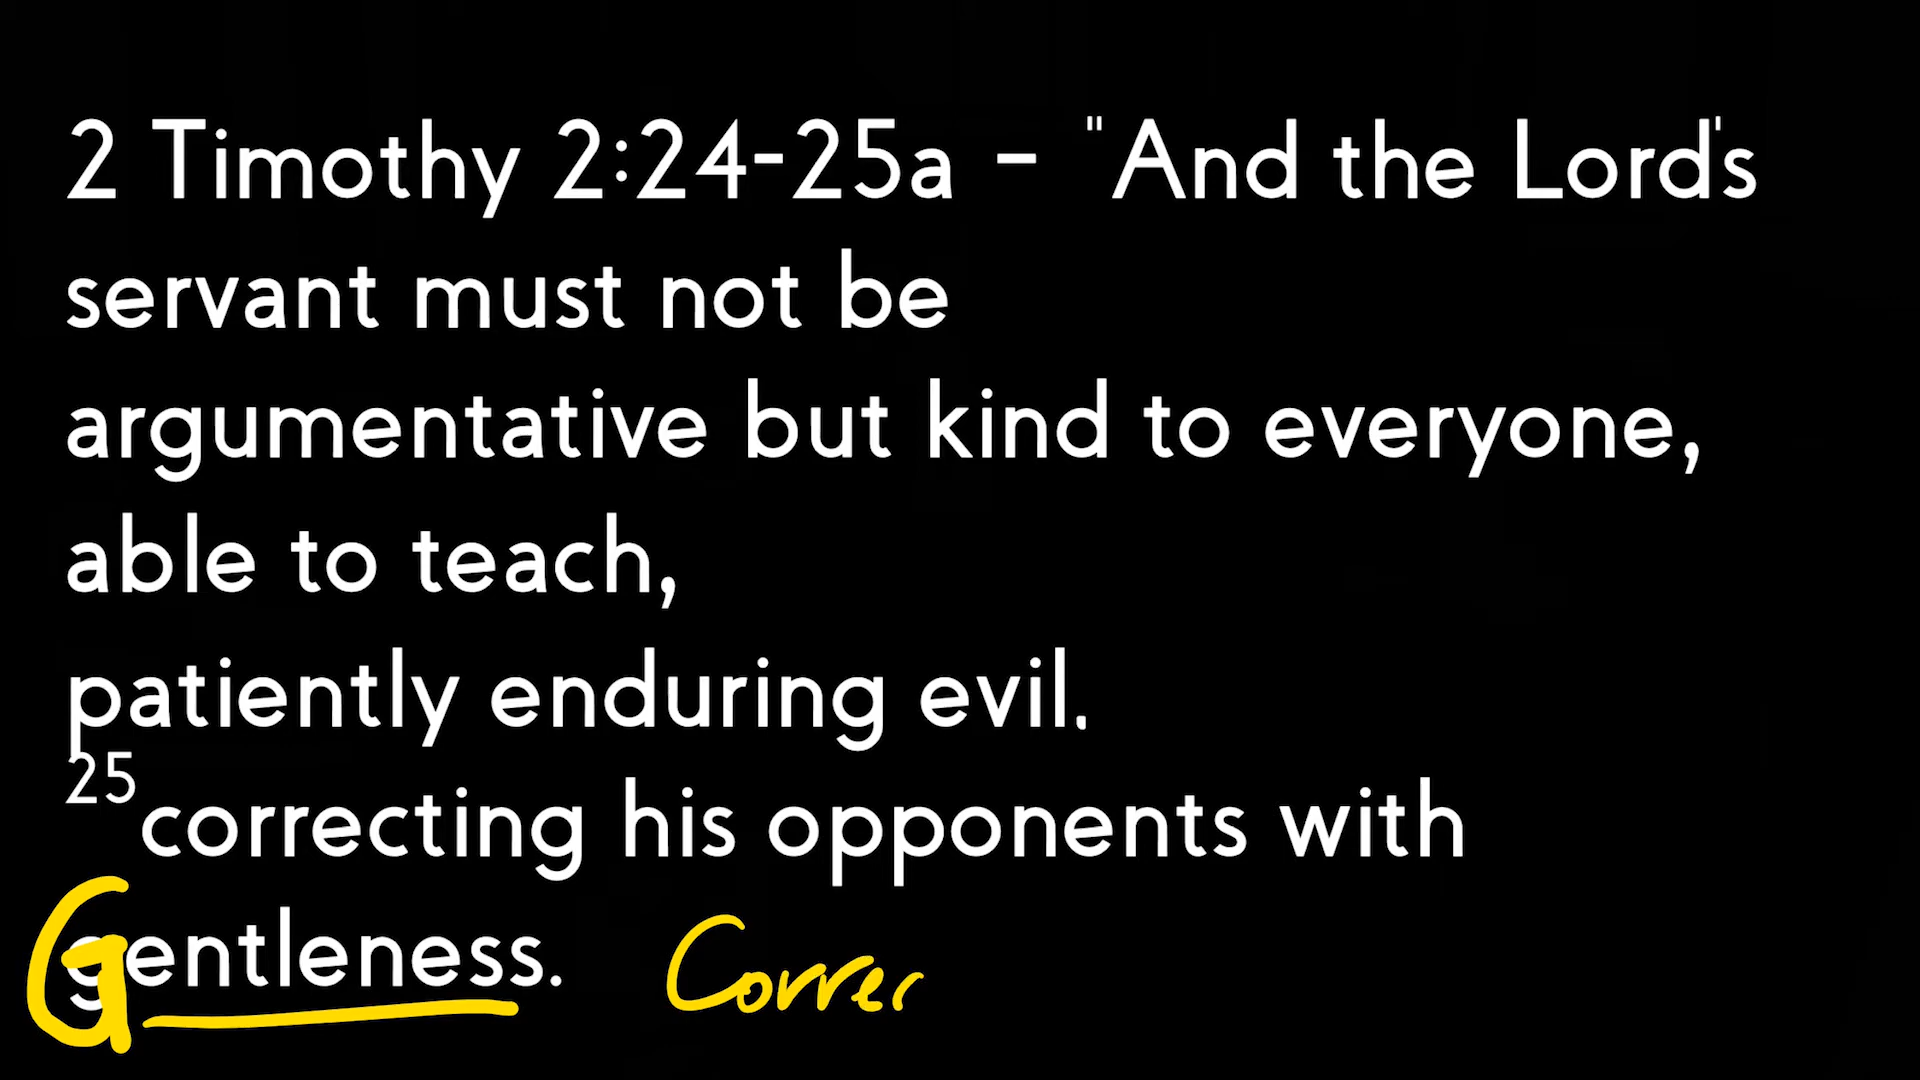 2 Timothy 2:24-25a – "And the Lord's
servant must not be
argumentative but kind to everyone,
able to teach,
patiently enduring evil.
25 correcting his opponents with
Gentleness. Correc